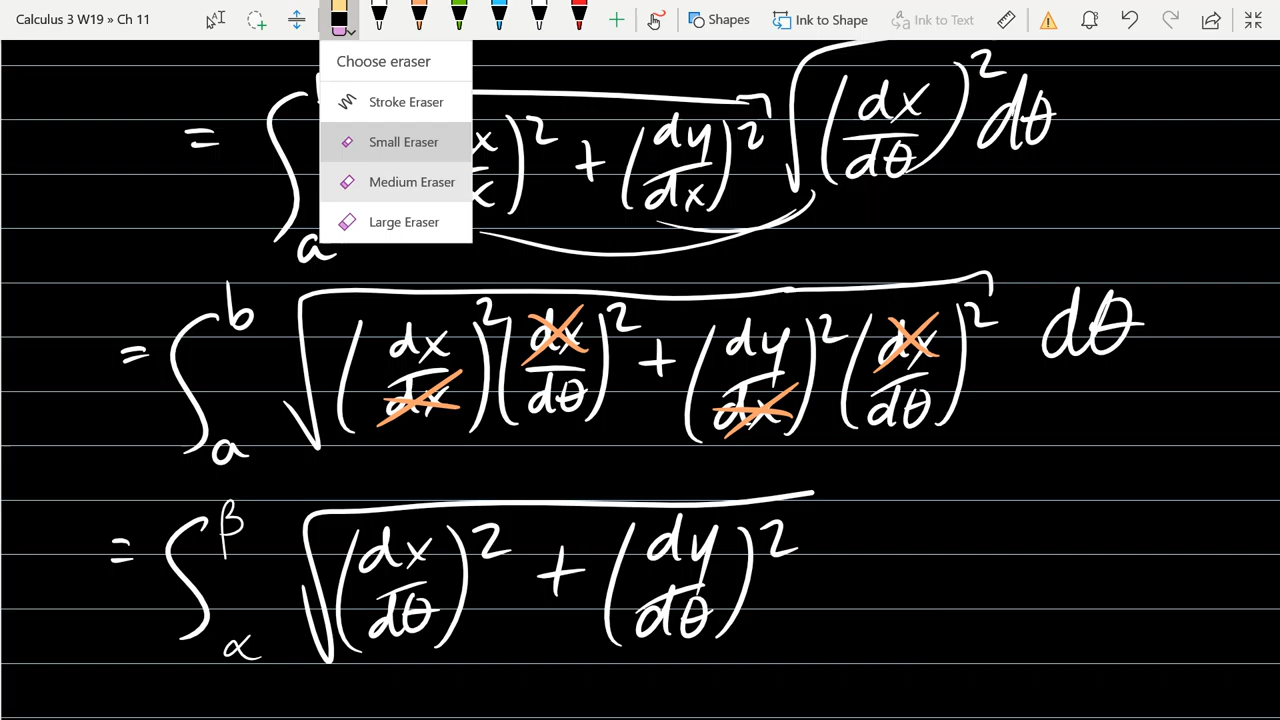 Calculus 3 W19 » Ch 11
Shapes
Ink to Shape
Ink to Text
Choose eraser
Stroke Eraser
Small Eraser
Medium Eraser
Large Eraser
= ∫ₐ )² + (dy/dx)² √(dx/dθ)² dθ
= ∫ₐᵇ √((dx/dx)² (dx/dθ)² + (dy/dx)² (dx/dθ)²) dθ
= ∫_α^β √((dx/dθ)² + (dy/dθ)²)